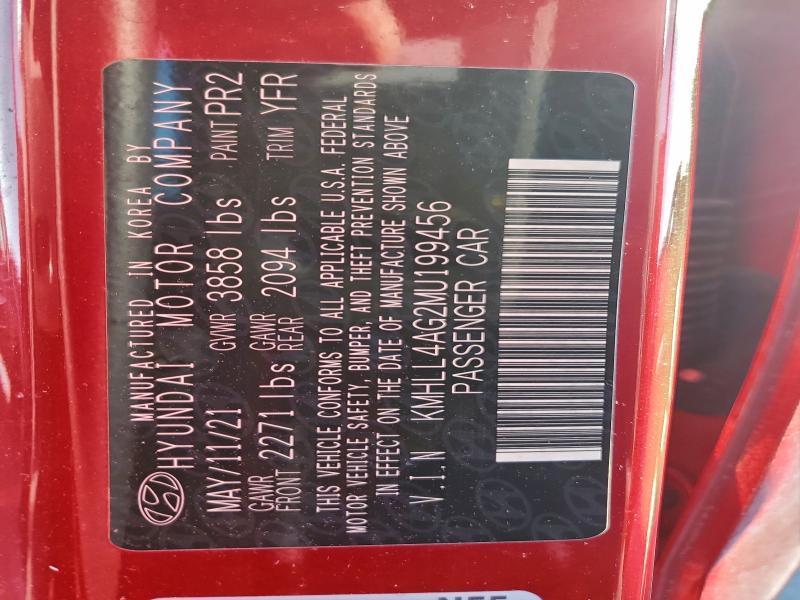 MANUFACTURED IN KOREA BY
HYUNDAI MOTOR COMPANY
MAY/11/21 GVWR 3858 lbs PAINT PR2
GAWR FRONT 2271 lbs GAWR REAR 2094 lbs TRIM YFR
THIS VEHICLE CONFORMS TO ALL APPLICABLE U.S.A. FEDERAL
MOTOR VEHICLE SAFETY, BUMPER, AND THEFT PREVENTION STANDARDS
IN EFFECT ON THE DATE OF MANUFACTURE SHOWN ABOVE
V.I.N KMHLL4AG2MU199456
PASSENGER CAR